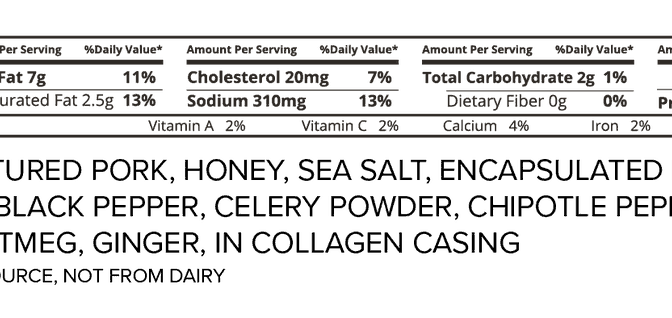 Per Serving %Daily Value* Amount Per Serving %Daily Value* Amount Per Serving %Daily Value* Am
Fat 7g 11% Cholesterol 20mg 7% Total Carbohydrate 2g 1%
urated Fat 2.5g 13% Sodium 310mg 13% Dietary Fiber 0g 0% Pr
Vitamin A 2% Vitamin C 2% Calcium 4% Iron 2%
TURED PORK, HONEY, SEA SALT, ENCAPSULATED
BLACK PEPPER, CELERY POWDER, CHIPOTLE PEP
TMEG, GINGER, IN COLLAGEN CASING
OURCE, NOT FROM DAIRY